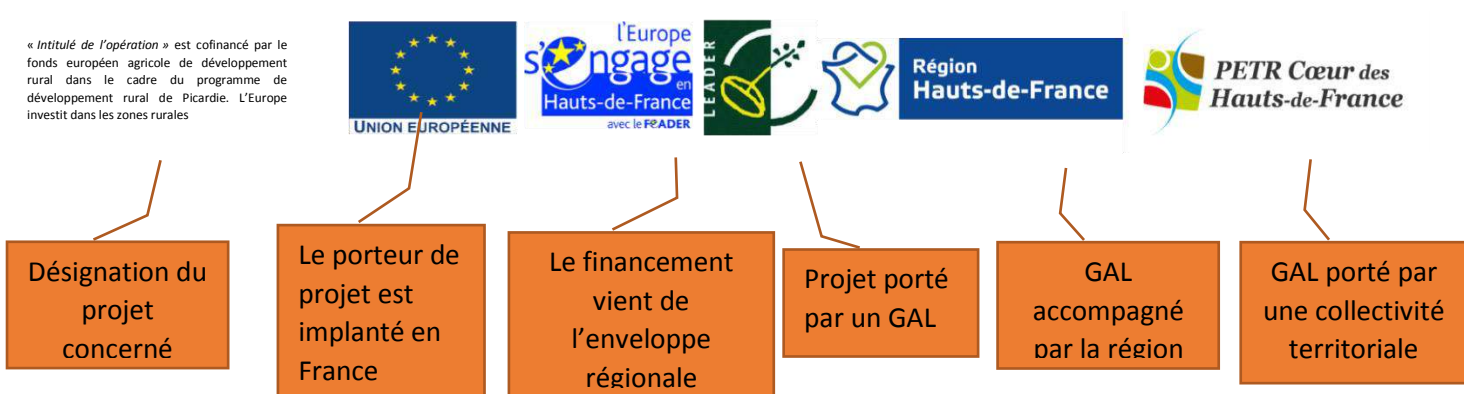 « Intitulé de l’opération » est cofinancé par le
fonds européen agricole de développement
rural dans le cadre du programme de
développement rural de Picardie. L’Europe
investit dans les zones rurales
UNION EUROPÉENNE
l’Europe
s’engage
en
Hauts-de-France
avec le FEADER
LEADER
Région
Hauts-de-France
PETR Cœur des
Hauts-de-France
Désignation du
projet
concerné
Le porteur de
projet est
implanté en
France
Le financement
vient de
l’enveloppe
régionale
Projet porté
par un GAL
GAL
accompagné
par la région
GAL porté par
une collectivité
territoriale